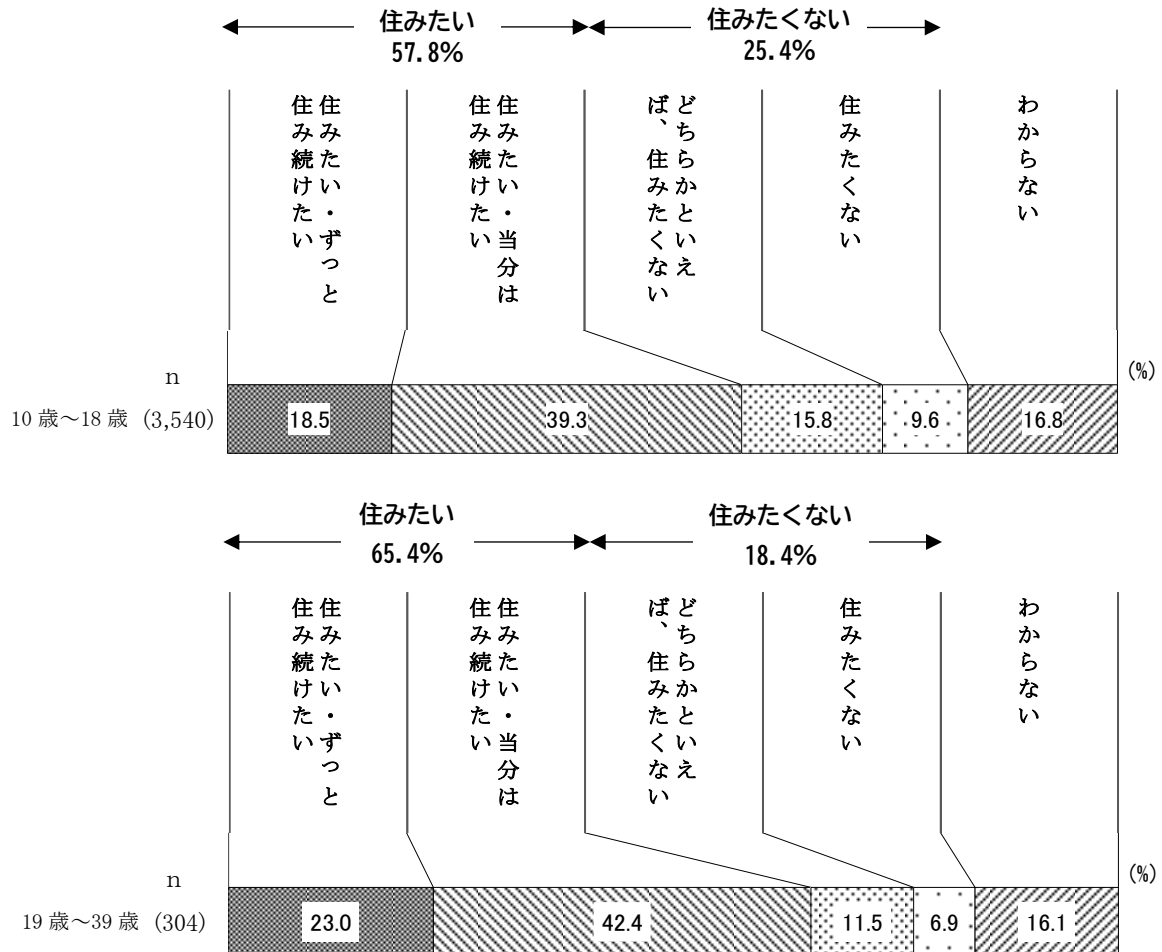 住みたい
57.8%
住みたくない
25.4%
住みたい・ずっと
住み続けたい
住みたい・当分は
住み続けたい
どちらかといえ
ば、住みたくない
住みたくない
わからない
n
(%)
10 歳～18 歳 (3,540)
18.5
39.3
15.8
9.6
16.8
住みたい
65.4%
住みたくない
18.4%
住みたい・ずっと
住み続けたい
住みたい・当分は
住み続けたい
どちらかといえ
ば、住みたくない
住みたくない
わからない
n
(%)
19 歳～39 歳 (304)
23.0
42.4
11.5
6.9
16.1